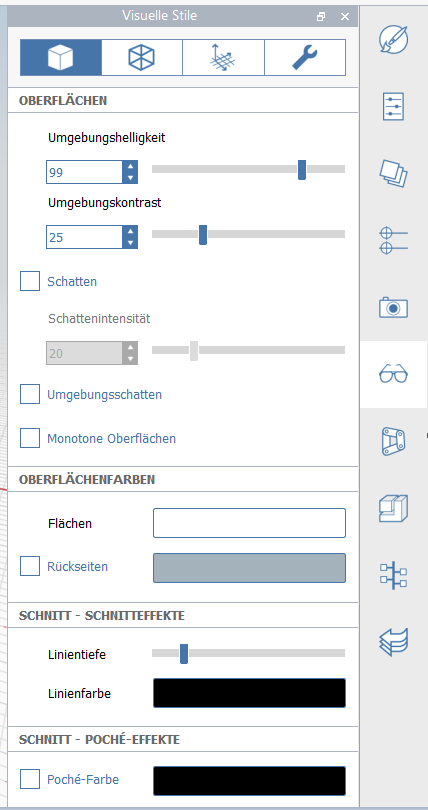 Visuelle Stile
OBERFLÄCHEN
Umgebungshelligkeit
99
Umgebungskontrast
25
Schatten
Schattenintensität
20
Umgebungsschatten
Monotone Oberflächen
OBERFLÄCHENFARBEN
Flächen
Rückseiten
SCHNITT - SCHNITTEFFEKTE
Linientiefe
Linienfarbe
SCHNITT - POCHÉ-EFFEKTE
Poché-Farbe